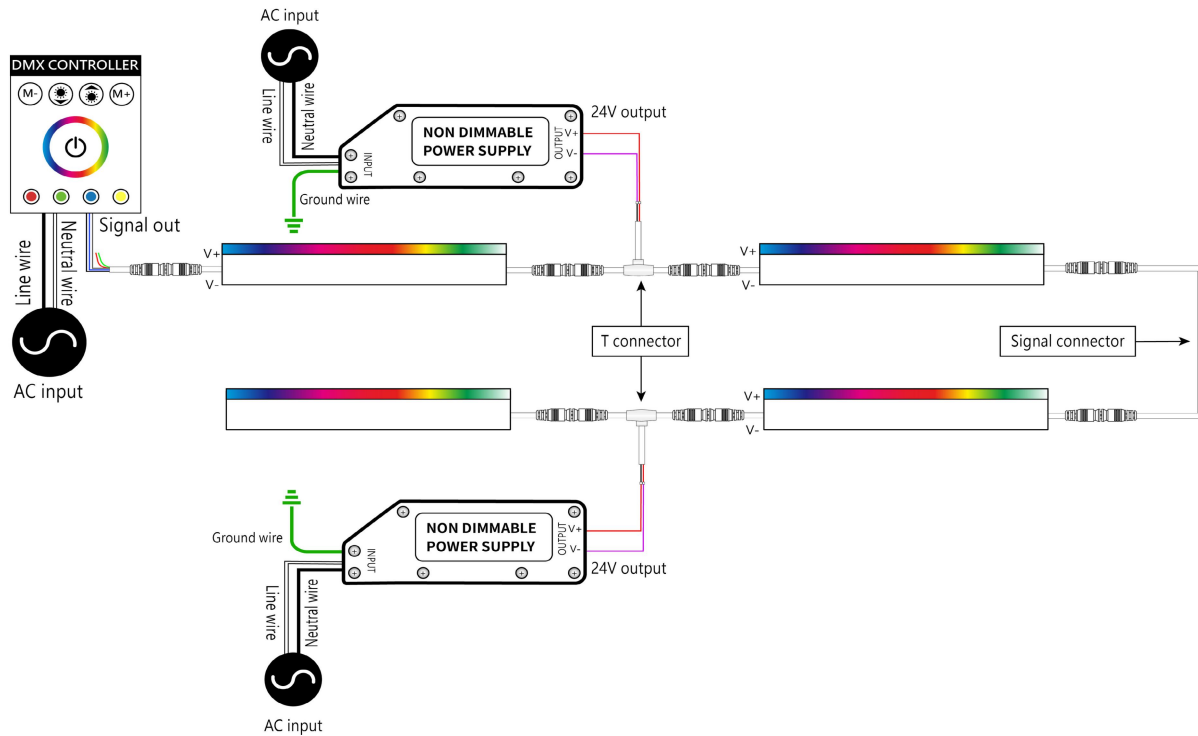 AC input
DMX CONTROLLER
M-
M+
Line wire
Neutral wire
24V output
NON DIMMABLE
POWER SUPPLY
INPUT
OUTPUT
V+
V-
Ground wire
Signal out
Line wire
Neutral wire
AC input
V+
V-
V+
V-
T connector
Signal connector
V+
V-
Ground wire
INPUT
NON DIMMABLE
POWER SUPPLY
OUTPUT
V+
V-
24V output
Line wire
Neutral wire
AC input